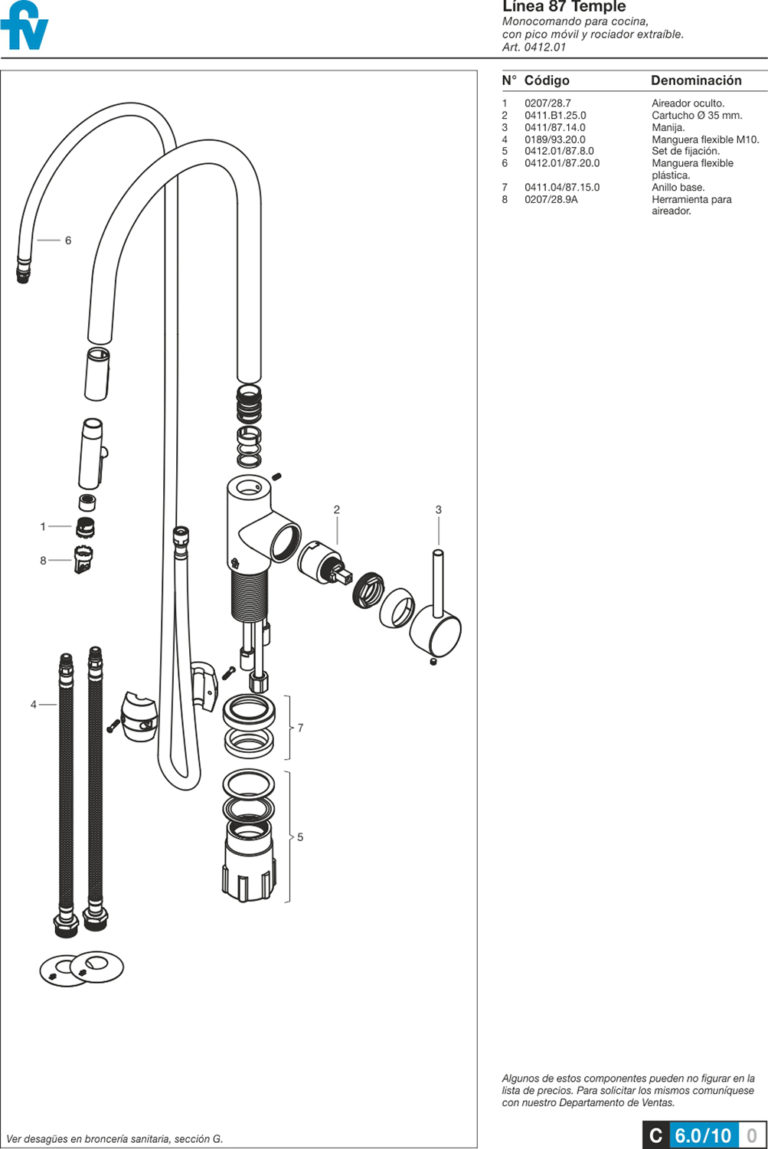 fv
Línea 87 Temple
Monocomando para cocina,
con pico móvil y rociador extraíble.
Art. 0412.01
N° Código Denominación
1 0207/28.7 Aireador oculto.
2 0411.B1.25.0 Cartucho Ø 35 mm.
3 0411/87.14.0 Manija.
4 0189/93.20.0 Manguera flexible M10.
5 0412.01/87.8.0 Set de fijación.
6 0412.01/87.20.0 Manguera flexible
plástica.
7 0411.04/87.15.0 Anillo base.
8 0207/28.9A Herramienta para
aireador.
6
2
3
1
8
4
7
5
Algunos de estos componentes pueden no figurar en la
lista de precios. Para solicitar los mismos comuníquese
con nuestro Departamento de Ventas.
Ver desagües en broncería sanitaria, sección G.
C 6.0/10 0